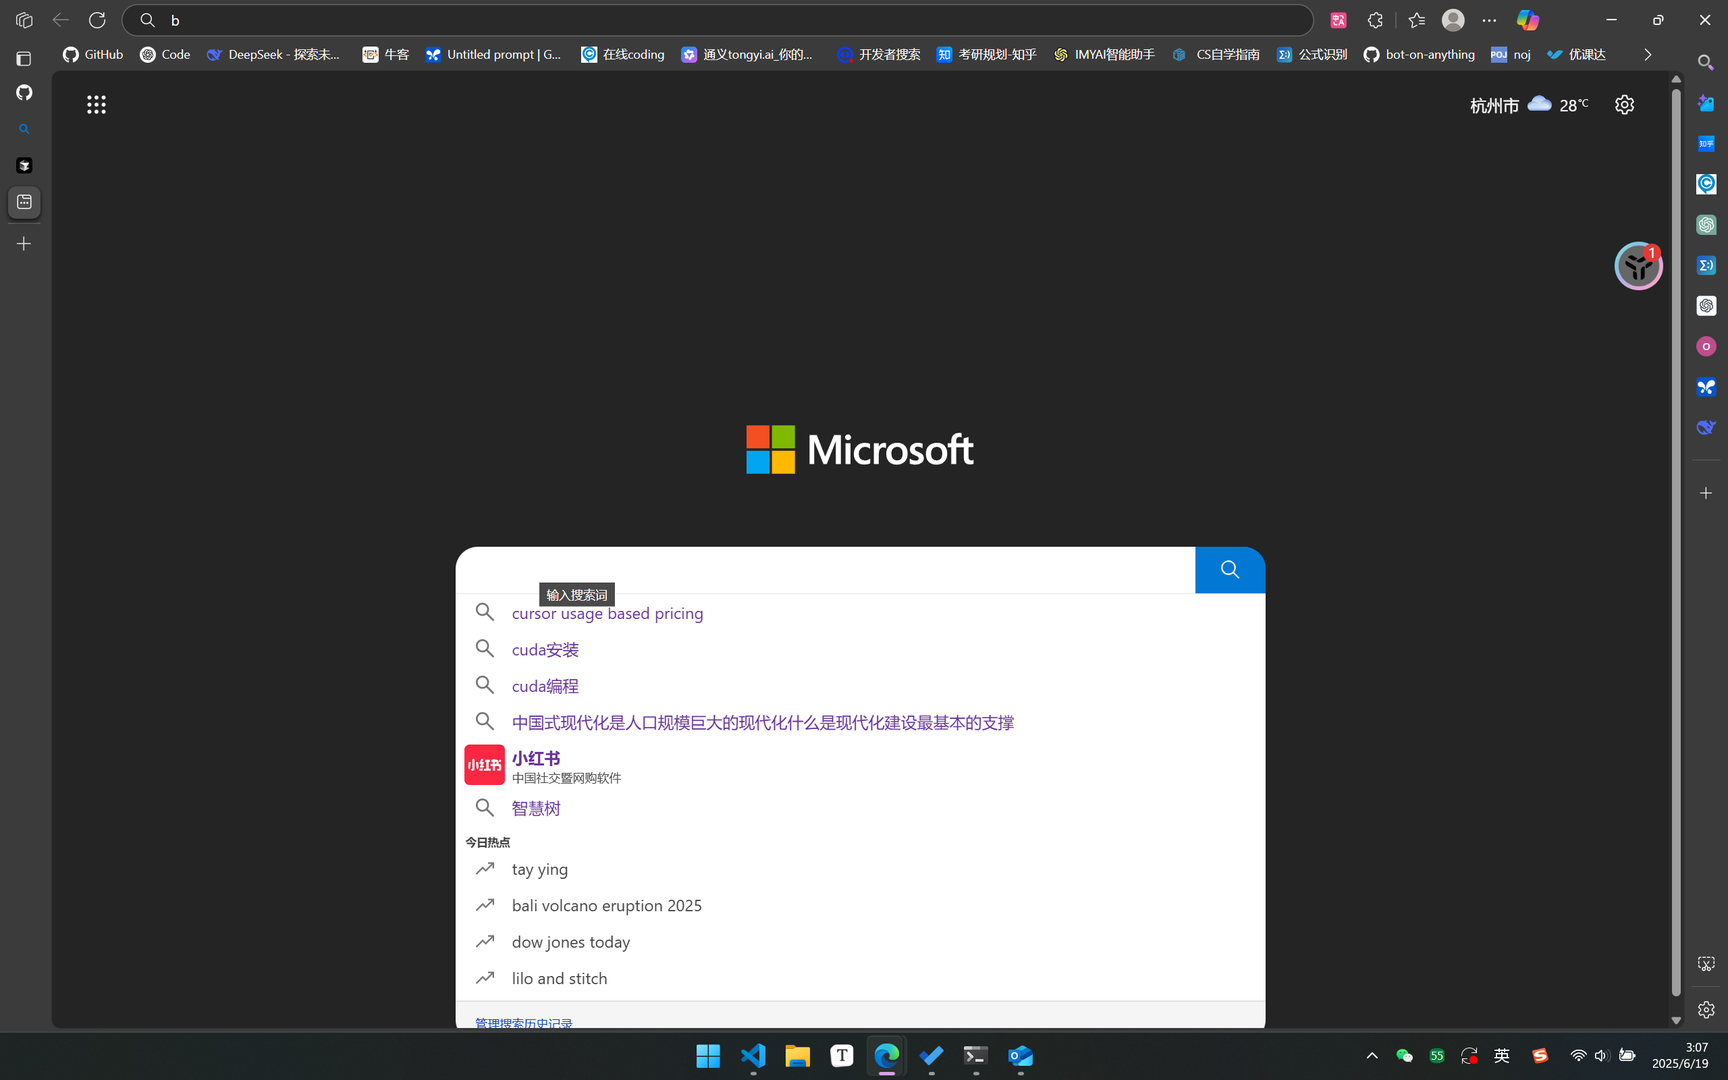 b
GitHub
Code
DeepSeek - 探索未...
牛客
Untitled prompt | G...
在线coding
通义tongyi.ai_你的...
开发者搜索
知
考研规划-知乎
IMYAI智能助手
CS自学指南
公式识别
bot-on-anything
POJ
noj
优课达
杭州市
28°C
1
知乎
Microsoft
输入搜索词
cursor usage based pricing
cuda安装
cuda编程
中国式现代化是人口规模巨大的现代化什么是现代化建设最基本的支撑
小红书
小红书
中国社交暨网购软件
智慧树
今日热点
tay ying
bali volcano eruption 2025
dow jones today
lilo and stitch
管理搜索历史记录
T
55
英
3:07
2025/6/19